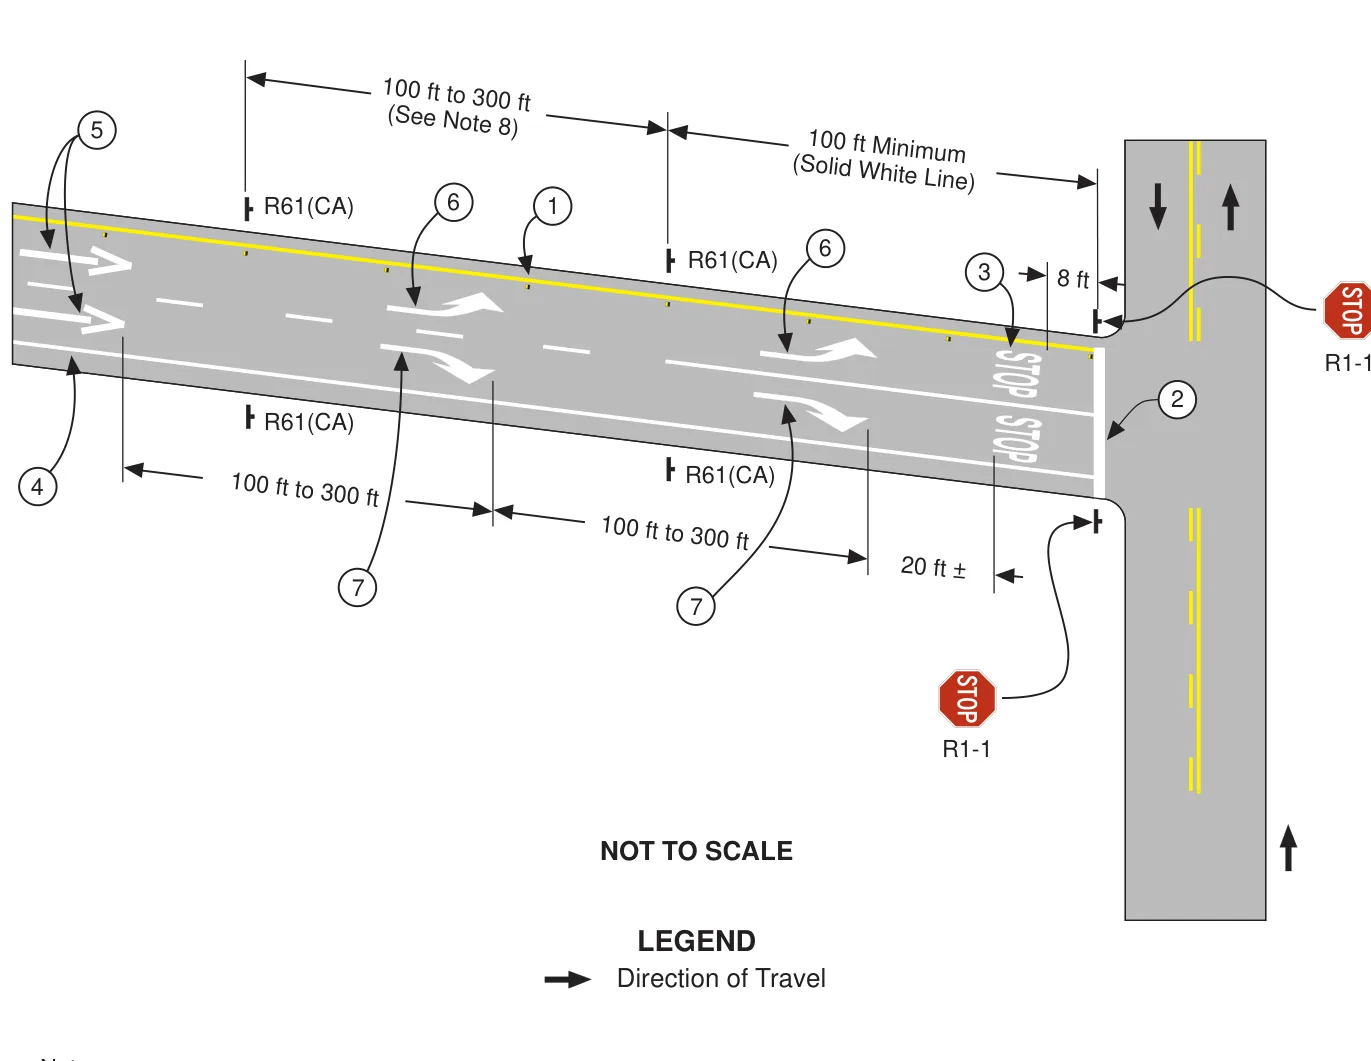 100 ft to 300 ft
(See Note 8)
100 ft Minimum
(Solid White Line)
5
6
1
R61(CA)
R61(CA)
6
3
8 ft
STOP
R1-1
STOP
STOP
2
4
R61(CA)
R61(CA)
100 ft to 300 ft
100 ft to 300 ft
20 ft ±
7
7
STOP
R1-1
NOT TO SCALE
LEGEND
Direction of Travel